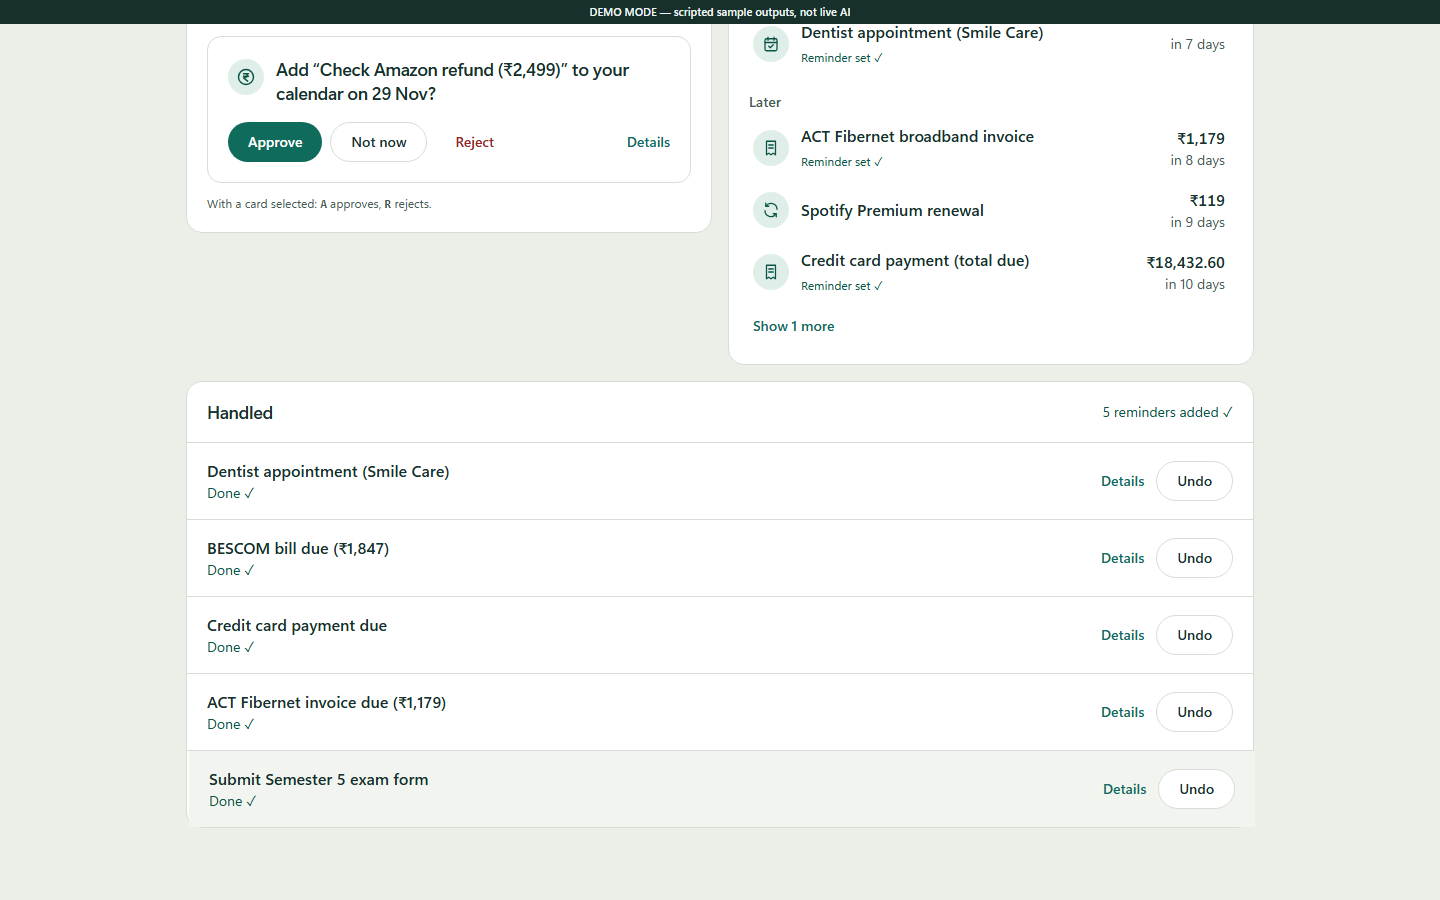 DEMO MODE — scripted sample outputs, not live AI
Add “Check Amazon refund (₹2,499)” to your
calendar on 29 Nov?
Approve
Not now
Reject
Details
With a card selected: A approves, R rejects.
Dentist appointment (Smile Care)
Reminder set ✓
in 7 days
Later
ACT Fibernet broadband invoice
Reminder set ✓
₹1,179
in 8 days
Spotify Premium renewal
₹119
in 9 days
Credit card payment (total due)
Reminder set ✓
₹18,432.60
in 10 days
Show 1 more
Handled
5 reminders added ✓
Dentist appointment (Smile Care)
Done ✓
Details
Undo
BESCOM bill due (₹1,847)
Done ✓
Details
Undo
Credit card payment due
Done ✓
Details
Undo
ACT Fibernet invoice due (₹1,179)
Done ✓
Details
Undo
Submit Semester 5 exam form
Done ✓
Details
Undo